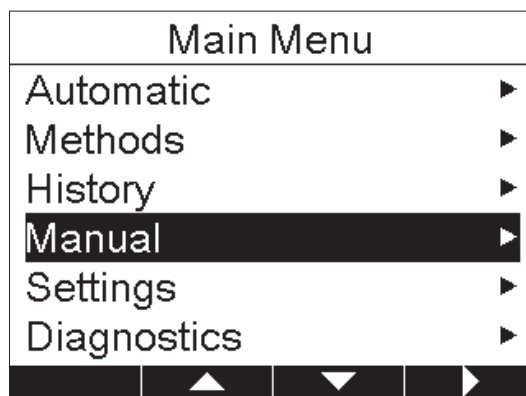 Main Menu
Automatic
Methods
History
Manual
Settings
Diagnostics